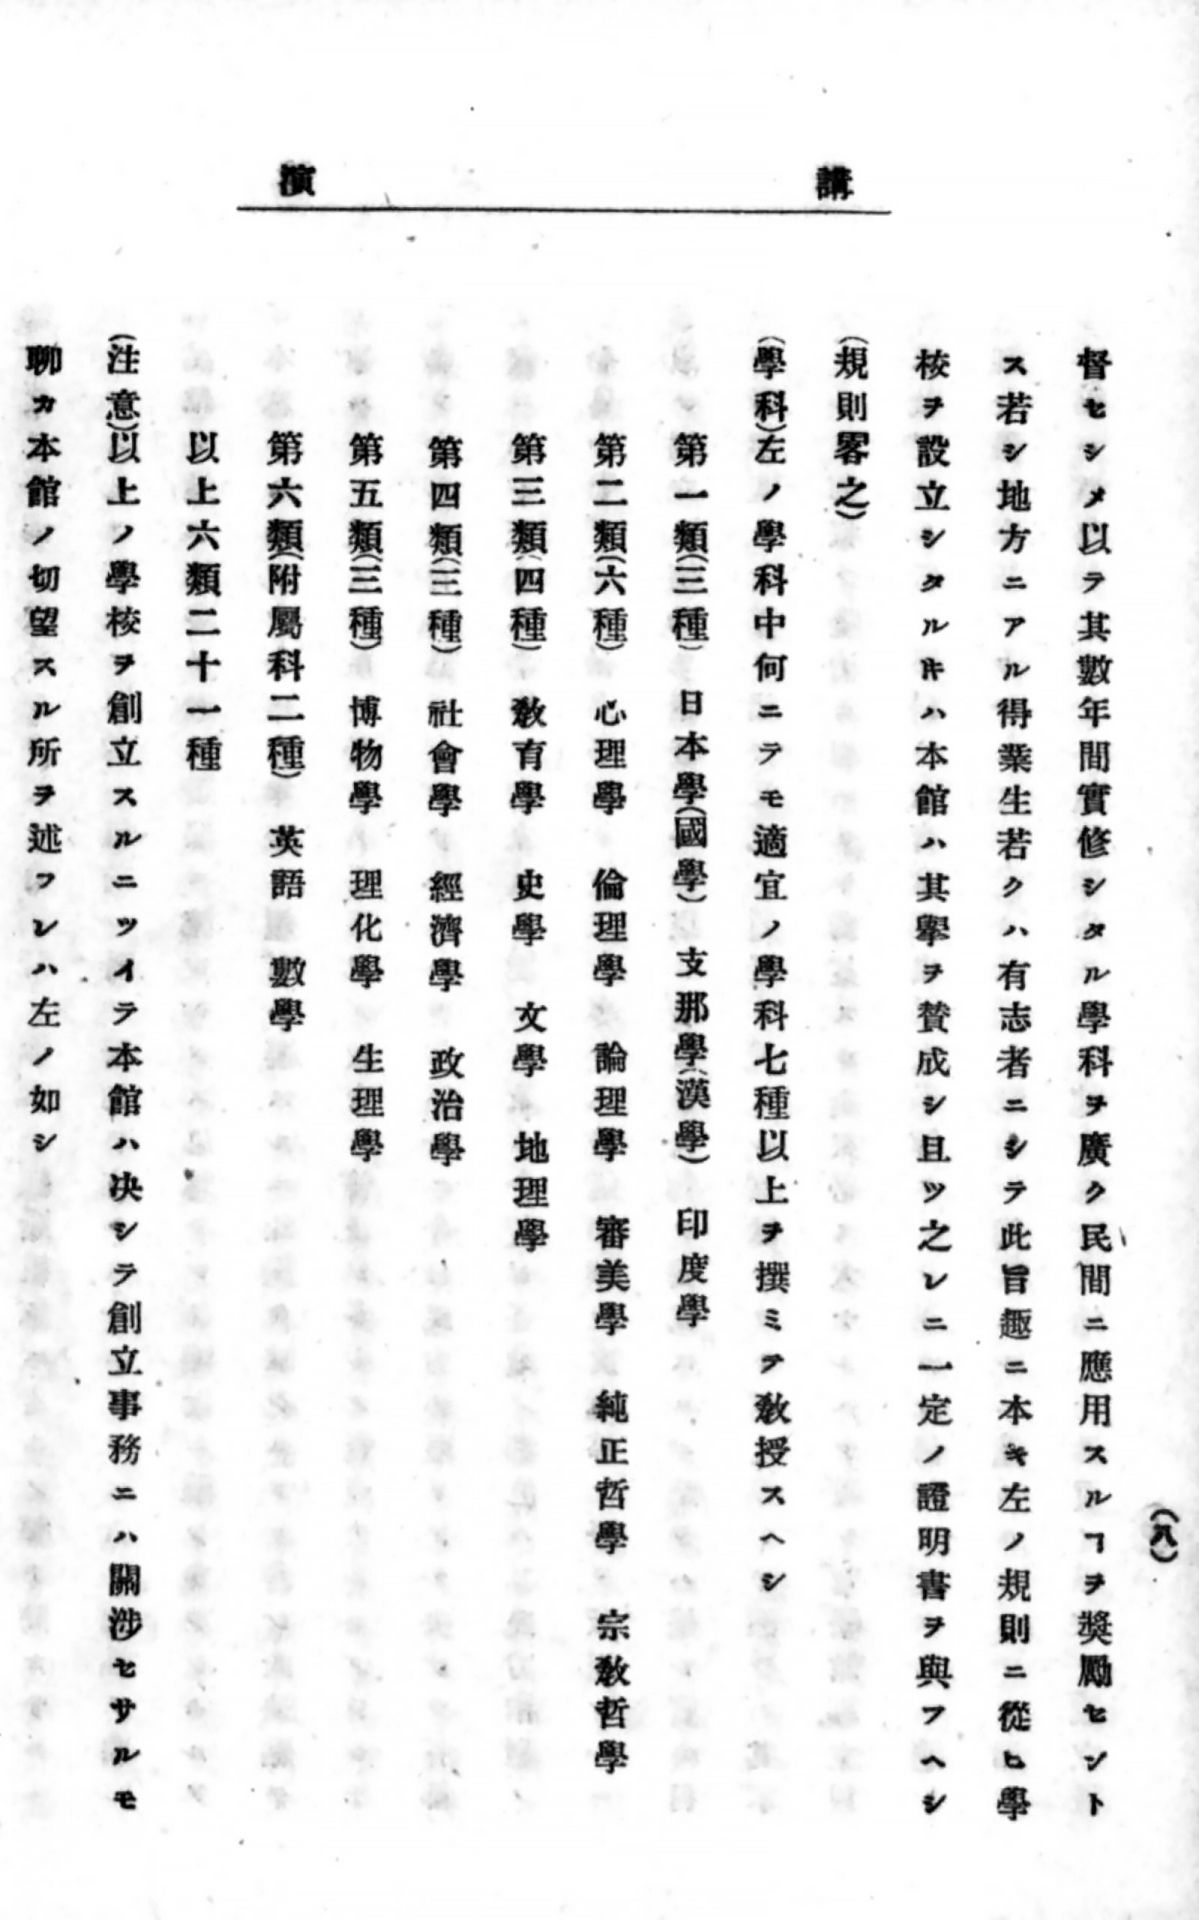 講演
(八)
督セシメ以テ其數年間實修シタル學科ヲ廣ク民間ニ應用スルヿヲ奬勵セントス
若シ地方ニアル得業生若クハ有志者ニシテ此旨趣ニ本キ左ノ規則ニ從ヒ學
校ヲ設立シタルトキハ本館ハ其擧ヲ賛成シ且ツ之レニ一定ノ證明書ヲ與フヘシ
(規則畧之)
(學科)左ノ學科中何ニテモ適宜ノ學科七種以上ヲ撰ミテ敎授スヘシ
第一類(三種) 日本學(國學) 支那學(漢學) 印度學
第二類(六種) 心理學 倫理學 論理學 審美學 純正哲學 宗敎哲學
第三類(四種) 敎育學 史學 文學 地理學
第四類(三種) 社會學 經濟學 政治學
第五類(三種) 博物學 理化學 生理學
第六類(附屬科二種) 英語 數學
以上六類二十一種
(注意)以上ノ學校ヲ創立スルニツイテ本館ハ决シテ創立事務ニハ關涉セサルモ
聊カ本館ノ切望スル所ヲ述フレハ左ノ如シ